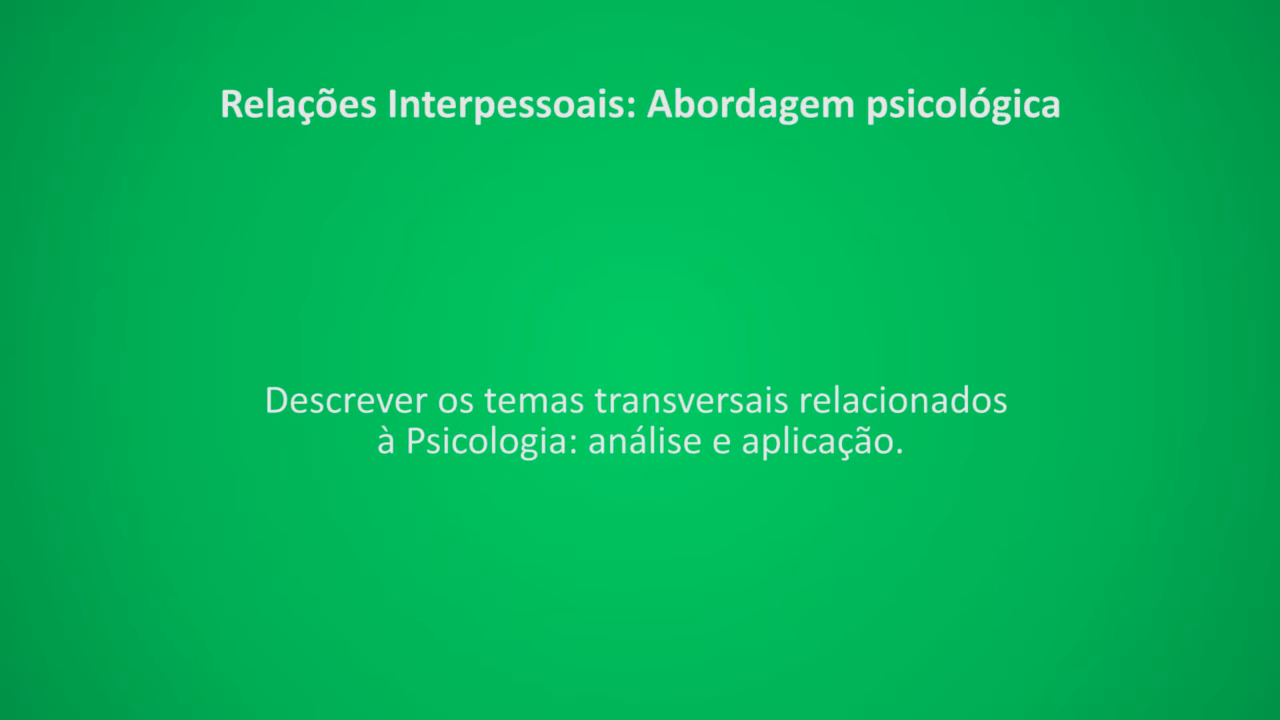 Relações Interpessoais: Abordagem psicológica
Descrever os temas transversais relacionados
à Psicologia: análise e aplicação.